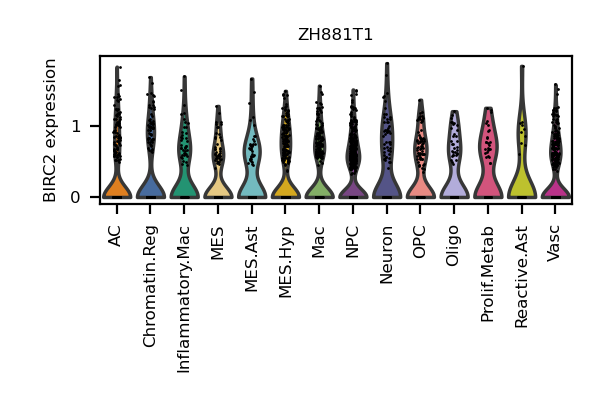 ZH881T1
BIRC2 expression
1
0
AC
Chromatin.Reg
Inflammatory.Mac
MES
MES.Ast
MES.Hyp
Mac
NPC
Neuron
OPC
Oligo
Prolif.Metab
Reactive.Ast
Vasc